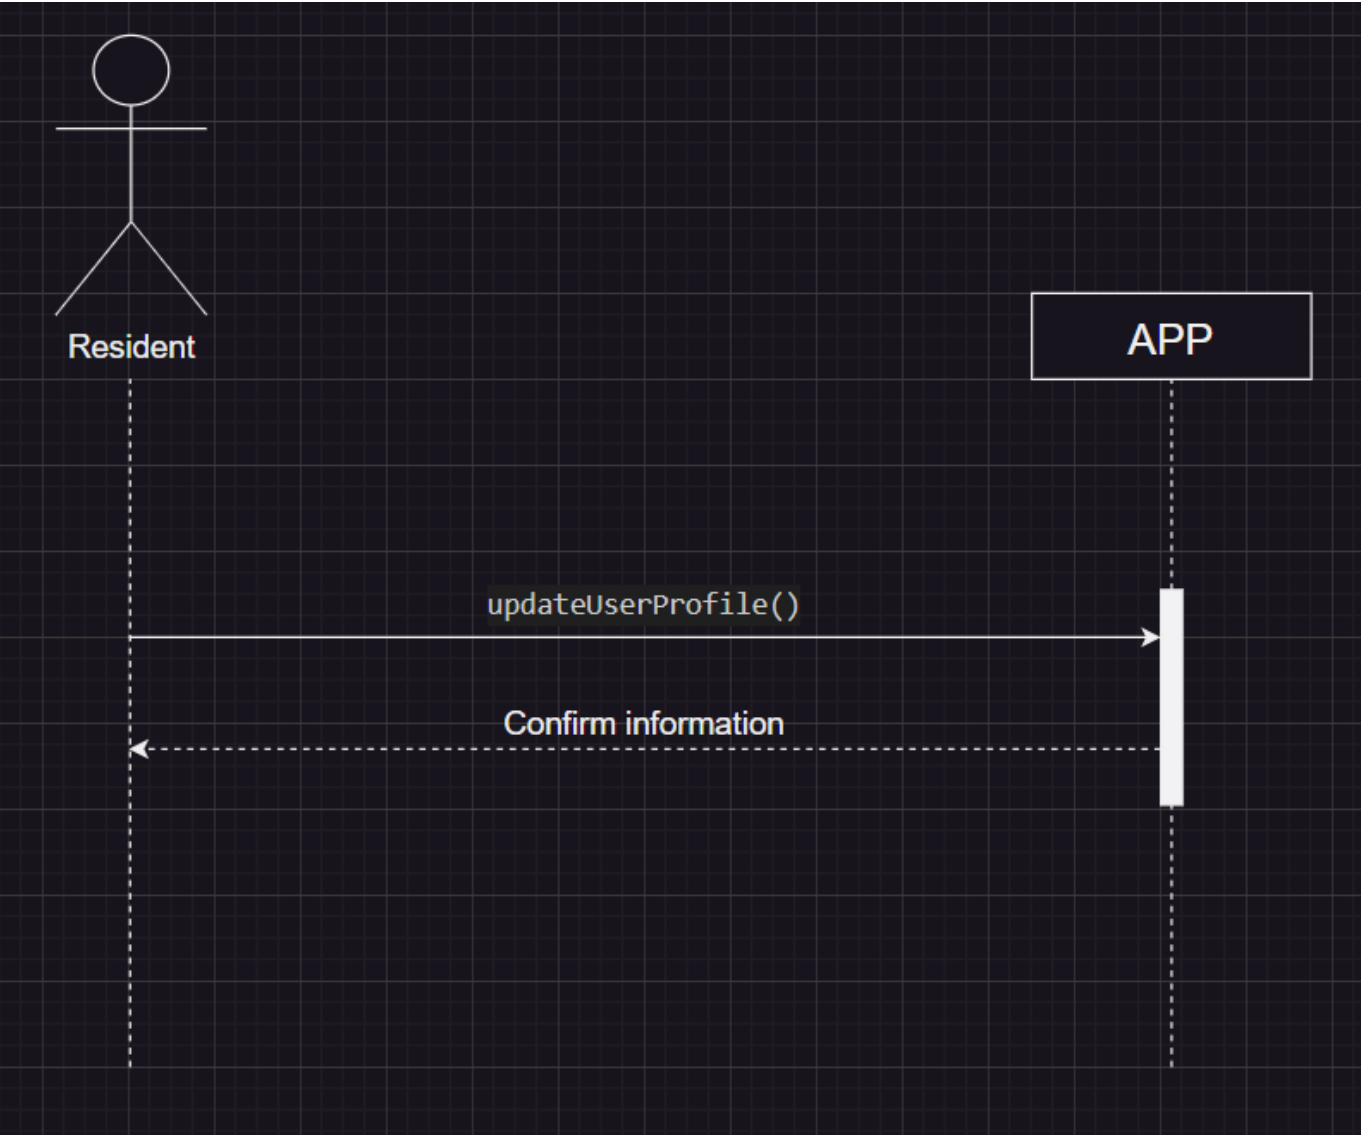 Resident
APP
updateUserProfile()
Confirm information